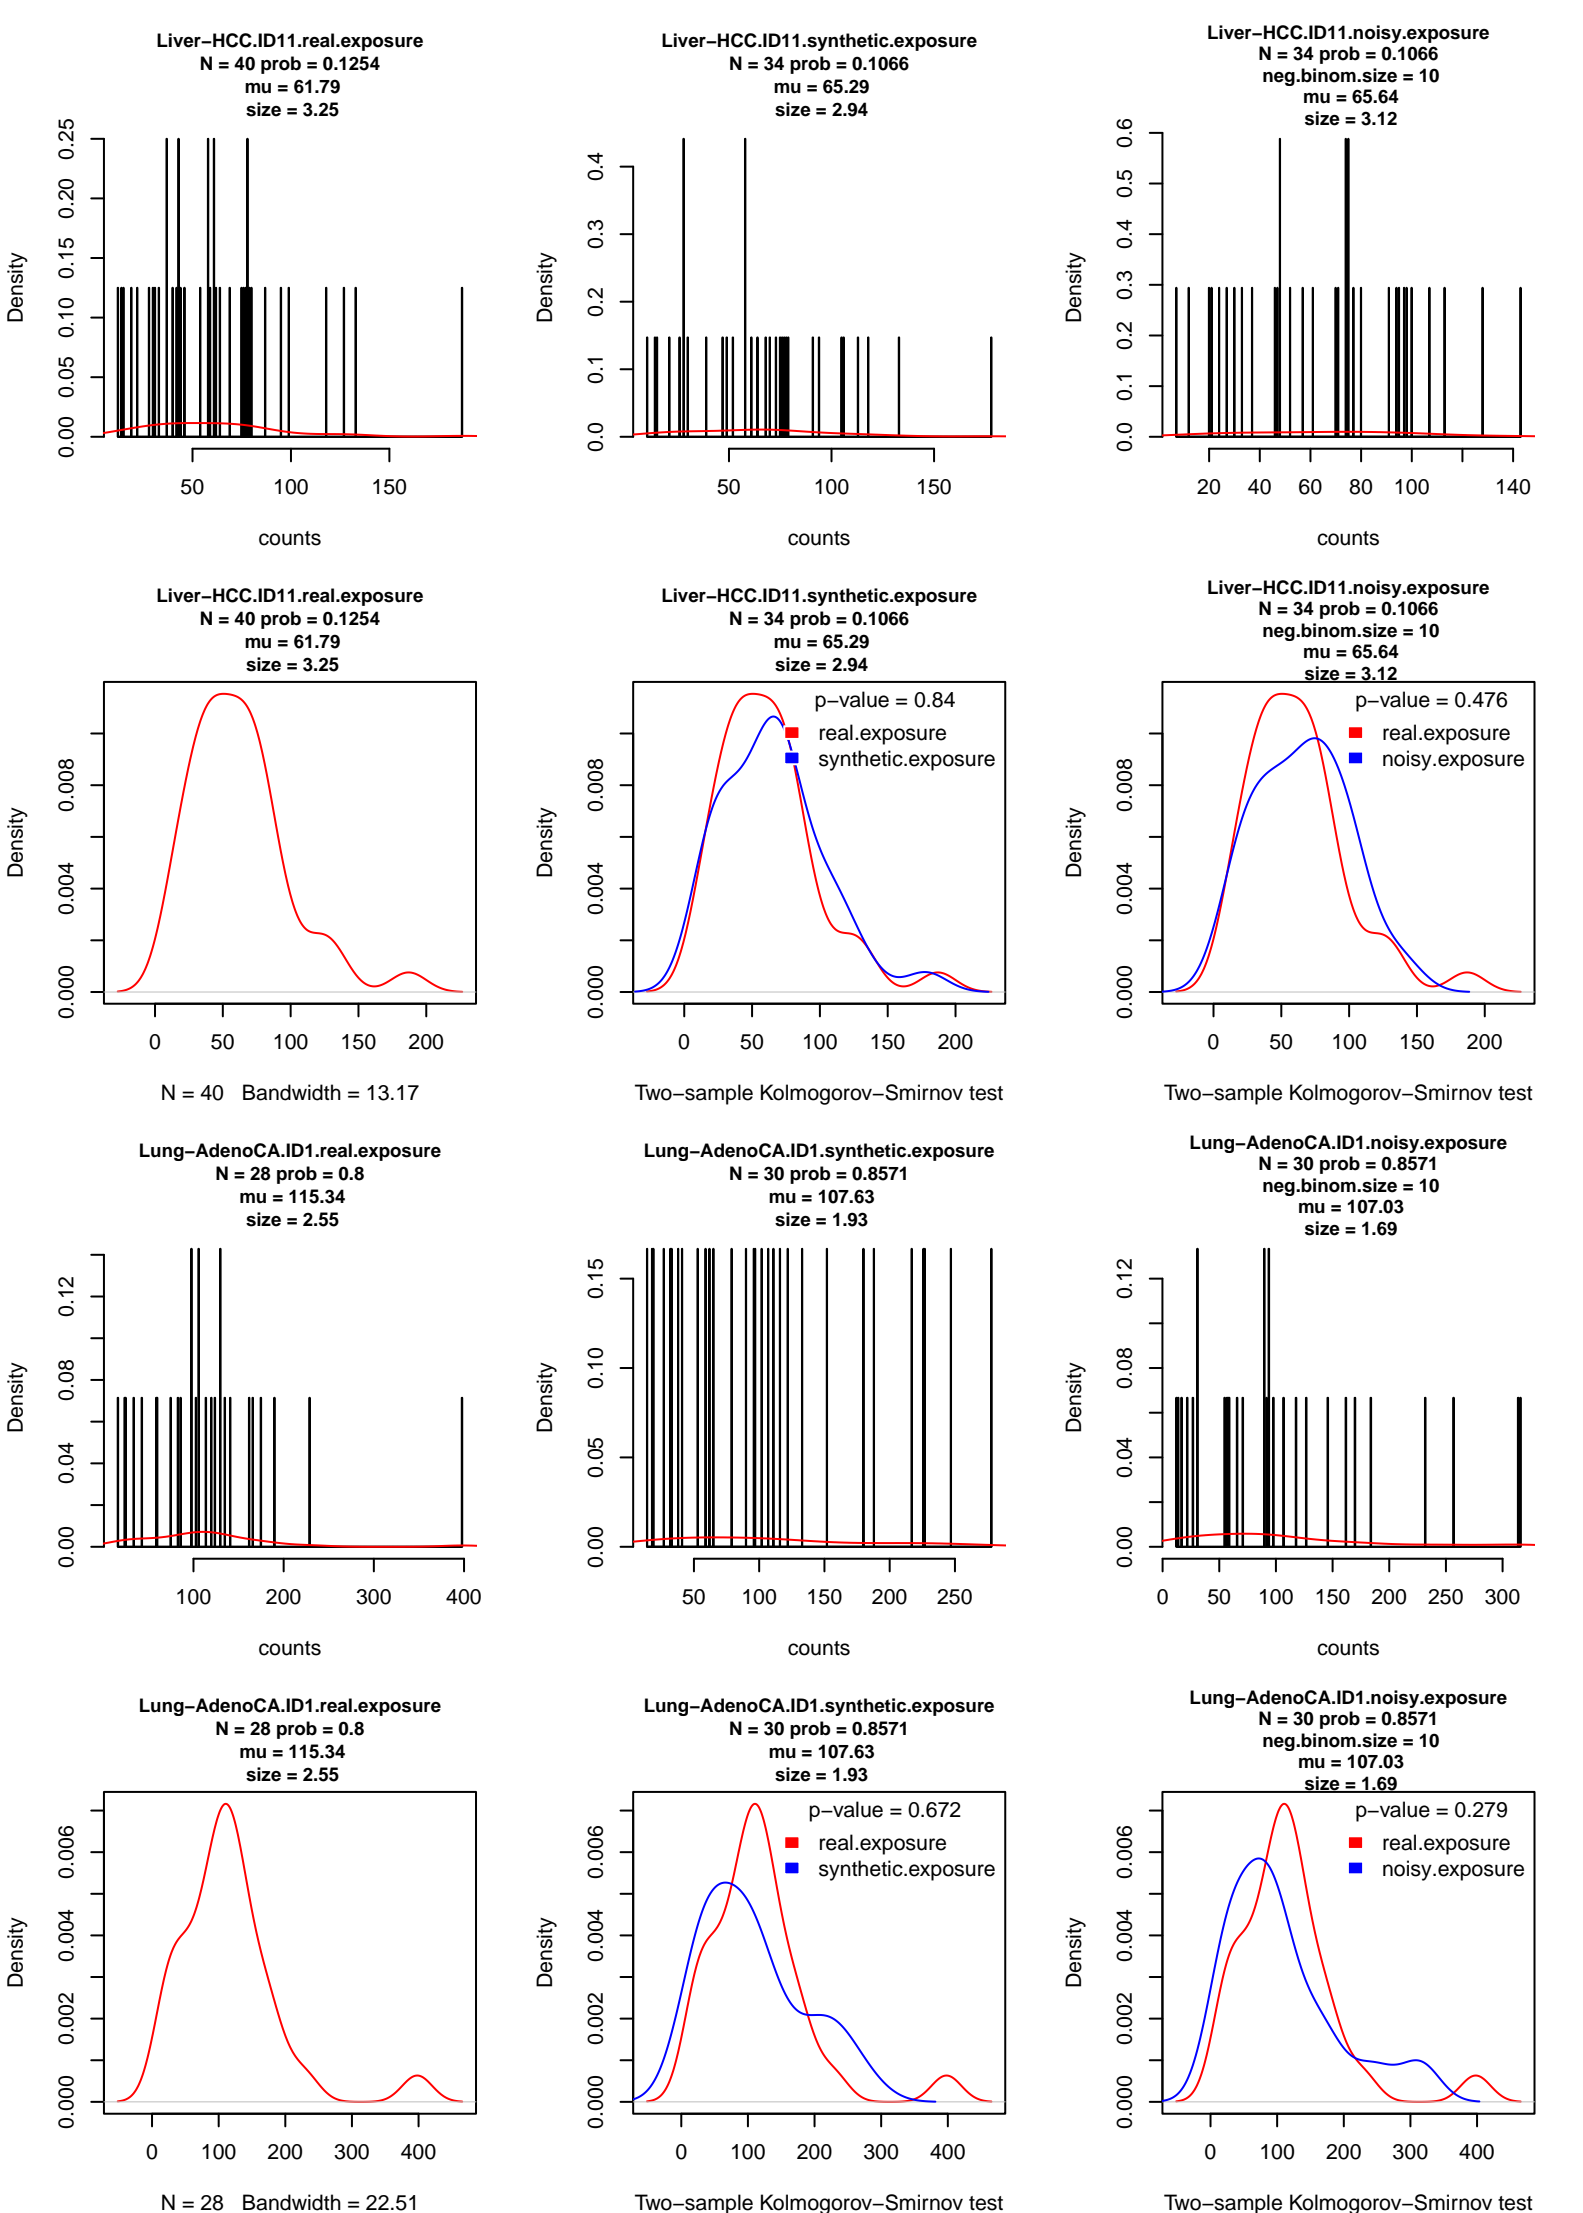 Liver−HCC.ID11.real.exposure
N = 40 prob = 0.1254
mu = 61.79
size = 3.25
Density
0.00 0.05 0.10 0.15 0.20 0.25
50 100 150
counts
Liver−HCC.ID11.synthetic.exposure
N = 34 prob = 0.1066
mu = 65.29
size = 2.94
Density
0.0 0.1 0.2 0.3 0.4
50 100 150
counts
Liver−HCC.ID11.noisy.exposure
N = 34 prob = 0.1066
neg.binom.size = 10
mu = 65.64
size = 3.12
Density
0.0 0.1 0.2 0.3 0.4 0.5 0.6
20 40 60 80 100 140
counts
Liver−HCC.ID11.real.exposure
N = 40 prob = 0.1254
mu = 61.79
size = 3.25
Density
0.000 0.004 0.008
0 50 100 150 200
N = 40 Bandwidth = 13.17
Liver−HCC.ID11.synthetic.exposure
N = 34 prob = 0.1066
mu = 65.29
size = 2.94
p−value = 0.84
real.exposure
synthetic.exposure
Density
0.000 0.004 0.008
0 50 100 150 200
Two−sample Kolmogorov−Smirnov test
Liver−HCC.ID11.noisy.exposure
N = 34 prob = 0.1066
neg.binom.size = 10
mu = 65.64
size = 3.12
p−value = 0.476
real.exposure
noisy.exposure
Density
0.000 0.004 0.008
0 50 100 150 200
Two−sample Kolmogorov−Smirnov test
Lung−AdenoCA.ID1.real.exposure
N = 28 prob = 0.8
mu = 115.34
size = 2.55
Density
0.00 0.04 0.08 0.12
100 200 300 400
counts
Lung−AdenoCA.ID1.synthetic.exposure
N = 30 prob = 0.8571
mu = 107.63
size = 1.93
Density
0.00 0.05 0.10 0.15
50 100 150 200 250
counts
Lung−AdenoCA.ID1.noisy.exposure
N = 30 prob = 0.8571
neg.binom.size = 10
mu = 107.03
size = 1.69
Density
0.00 0.04 0.08 0.12
0 50 100 150 200 250 300
counts
Lung−AdenoCA.ID1.real.exposure
N = 28 prob = 0.8
mu = 115.34
size = 2.55
Density
0.000 0.002 0.004 0.006
0 100 200 300 400
N = 28 Bandwidth = 22.51
Lung−AdenoCA.ID1.synthetic.exposure
N = 30 prob = 0.8571
mu = 107.63
size = 1.93
p−value = 0.672
real.exposure
synthetic.exposure
Density
0.000 0.002 0.004 0.006
0 100 200 300 400
Two−sample Kolmogorov−Smirnov test
Lung−AdenoCA.ID1.noisy.exposure
N = 30 prob = 0.8571
neg.binom.size = 10
mu = 107.03
size = 1.69
p−value = 0.279
real.exposure
noisy.exposure
Density
0.000 0.002 0.004 0.006
0 100 200 300 400
Two−sample Kolmogorov−Smirnov test